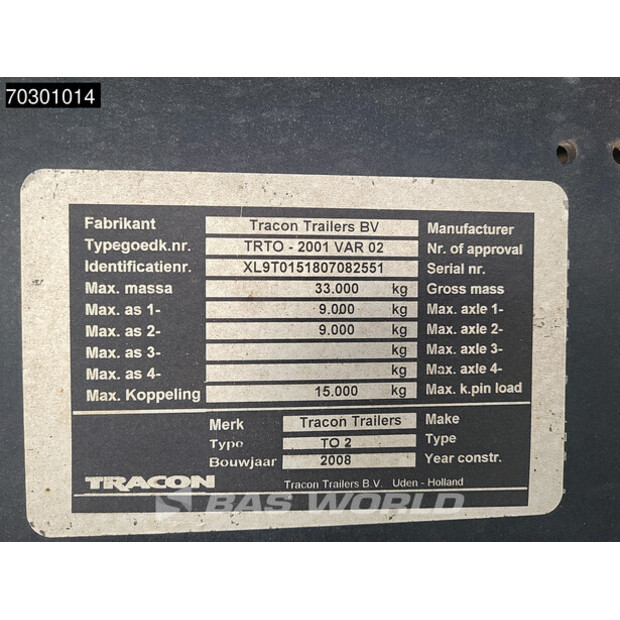 70301014
Fabrikant Tracon Trailers BV Manufacturer
Typegoedk.nr. TRTO - 2001 VAR 02 Nr. of approval
Identificatienr. XL9T0151807082551 Serial nr.
Max. massa 33.000 kg Gross mass
Max. as 1- 9.000 kg Max. axle 1-
Max. as 2- 9.000 kg Max. axle 2-
Max. as 3- kg Max. axle 3-
Max. as 4- kg Max. axle 4-
Max. Koppeling 15.000 kg Max. k.pin load
Merk Tracon Trailers Make
Type TO 2 Type
Bouwjaar 2008 Year constr.
TRACON Tracon Trailers B.V. Uden - Holland
BAS WORLD